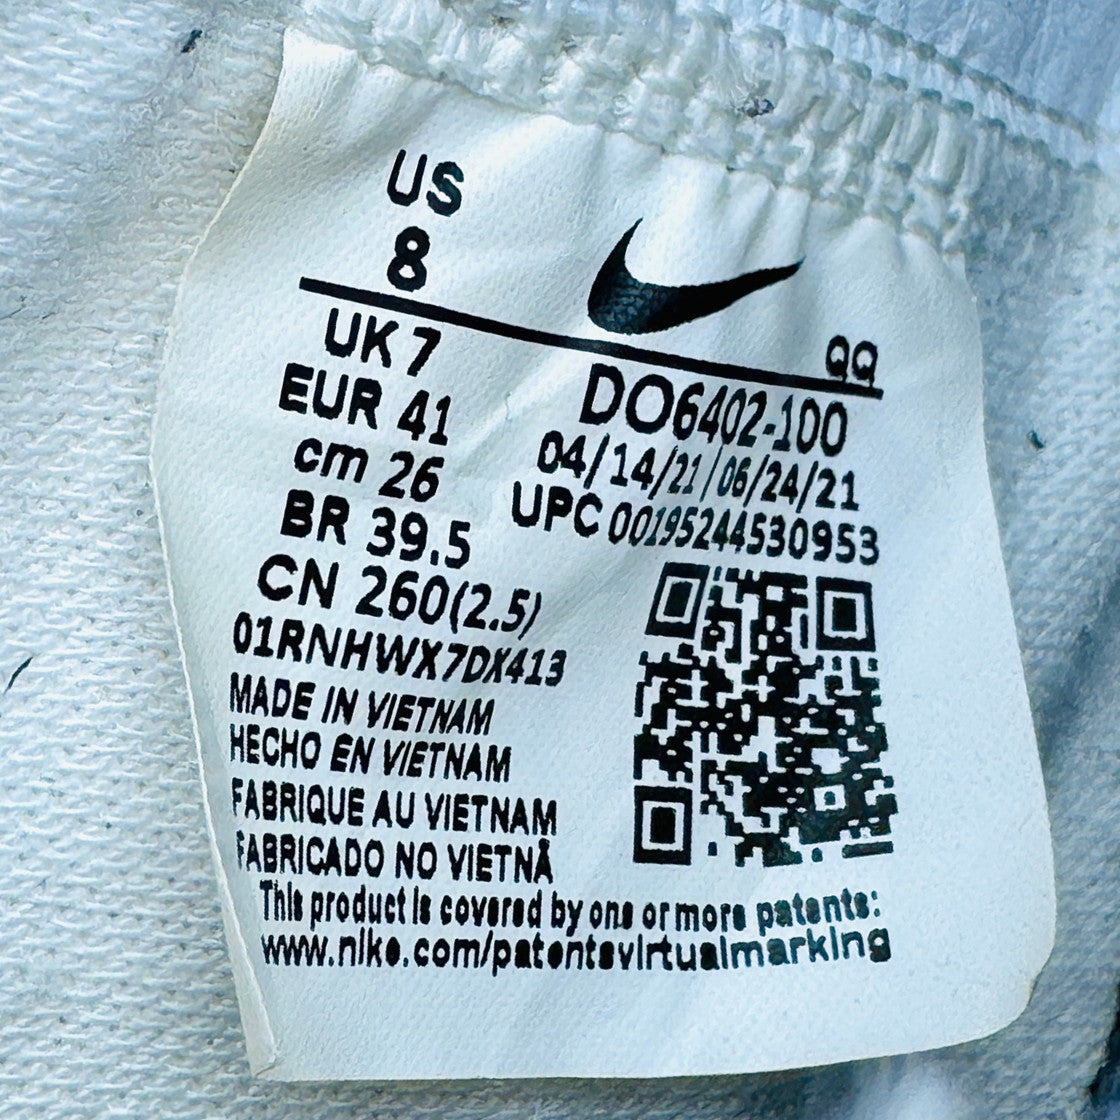 US
8
UK 7
EUR 41
cm 26
BR 39.5
CN 260(2.5)
QQ
DO6402-100
04/14/21/06/24/21
UPC 00195244530953
01RNHWX7DX413
MADE IN VIETNAM
HECHO EN VIETNAM
FABRIQUE AU VIETNAM
FABRICADO NO VIETNÃ
This product is covered by one or more patents:
www.nike.com/patentsvirtualmarking